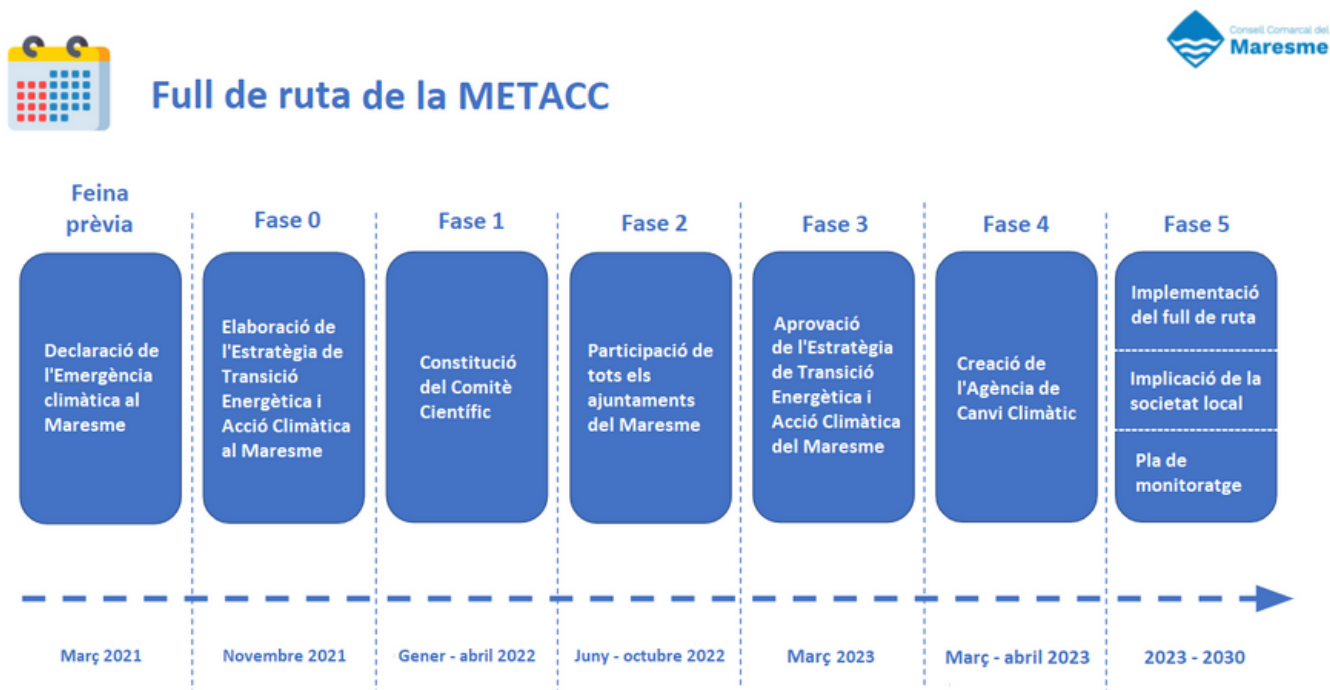 Consell Comarcal del
Maresme
Full de ruta de la METACC
Feina
prèvia
Fase 0
Fase 1
Fase 2
Fase 3
Fase 4
Fase 5
Declaració de
l'Emergència
climàtica al
Maresme
Elaboració de
l'Estratègia de
Transició
Energètica i
Acció Climàtica
al Maresme
Constitució
del Comitè
Científic
Participació de
tots els
ajuntaments
del Maresme
Aprovació
de l'Estratègia
de Transició
Energètica i
Acció Climàtica
del Maresme
Creació de
l'Agència de
Canvi Climàtic
Implementació
del full de ruta
Implicació de la
societat local
Pla de
monitoratge
Març 2021
Novembre 2021
Gener - abril 2022
Juny - octubre 2022
Març 2023
Març - abril 2023
2023 - 2030